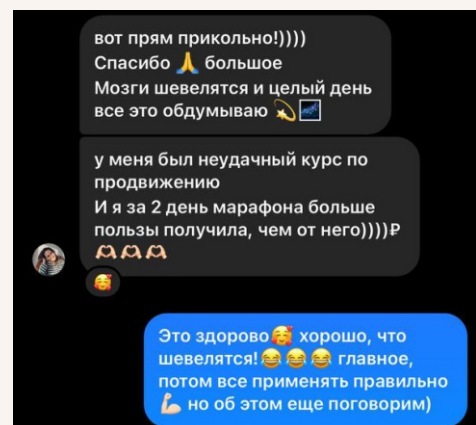 вот прям прикольно!))))
Спасибо 🙏 большое
Мозги шевелятся и целый день
все это обдумываю 💫🌌
у меня был неудачный курс по
продвижению
И я за 2 день марафона больше
пользы получила, чем от него))))₽
🫶🏻🫶🏻🫶🏻
🥰
Это здорово🥰 хорошо, что
шевелятся!😂😂😂 главное,
потом все применять правильно
💪🏻 но об этом еще поговорим)